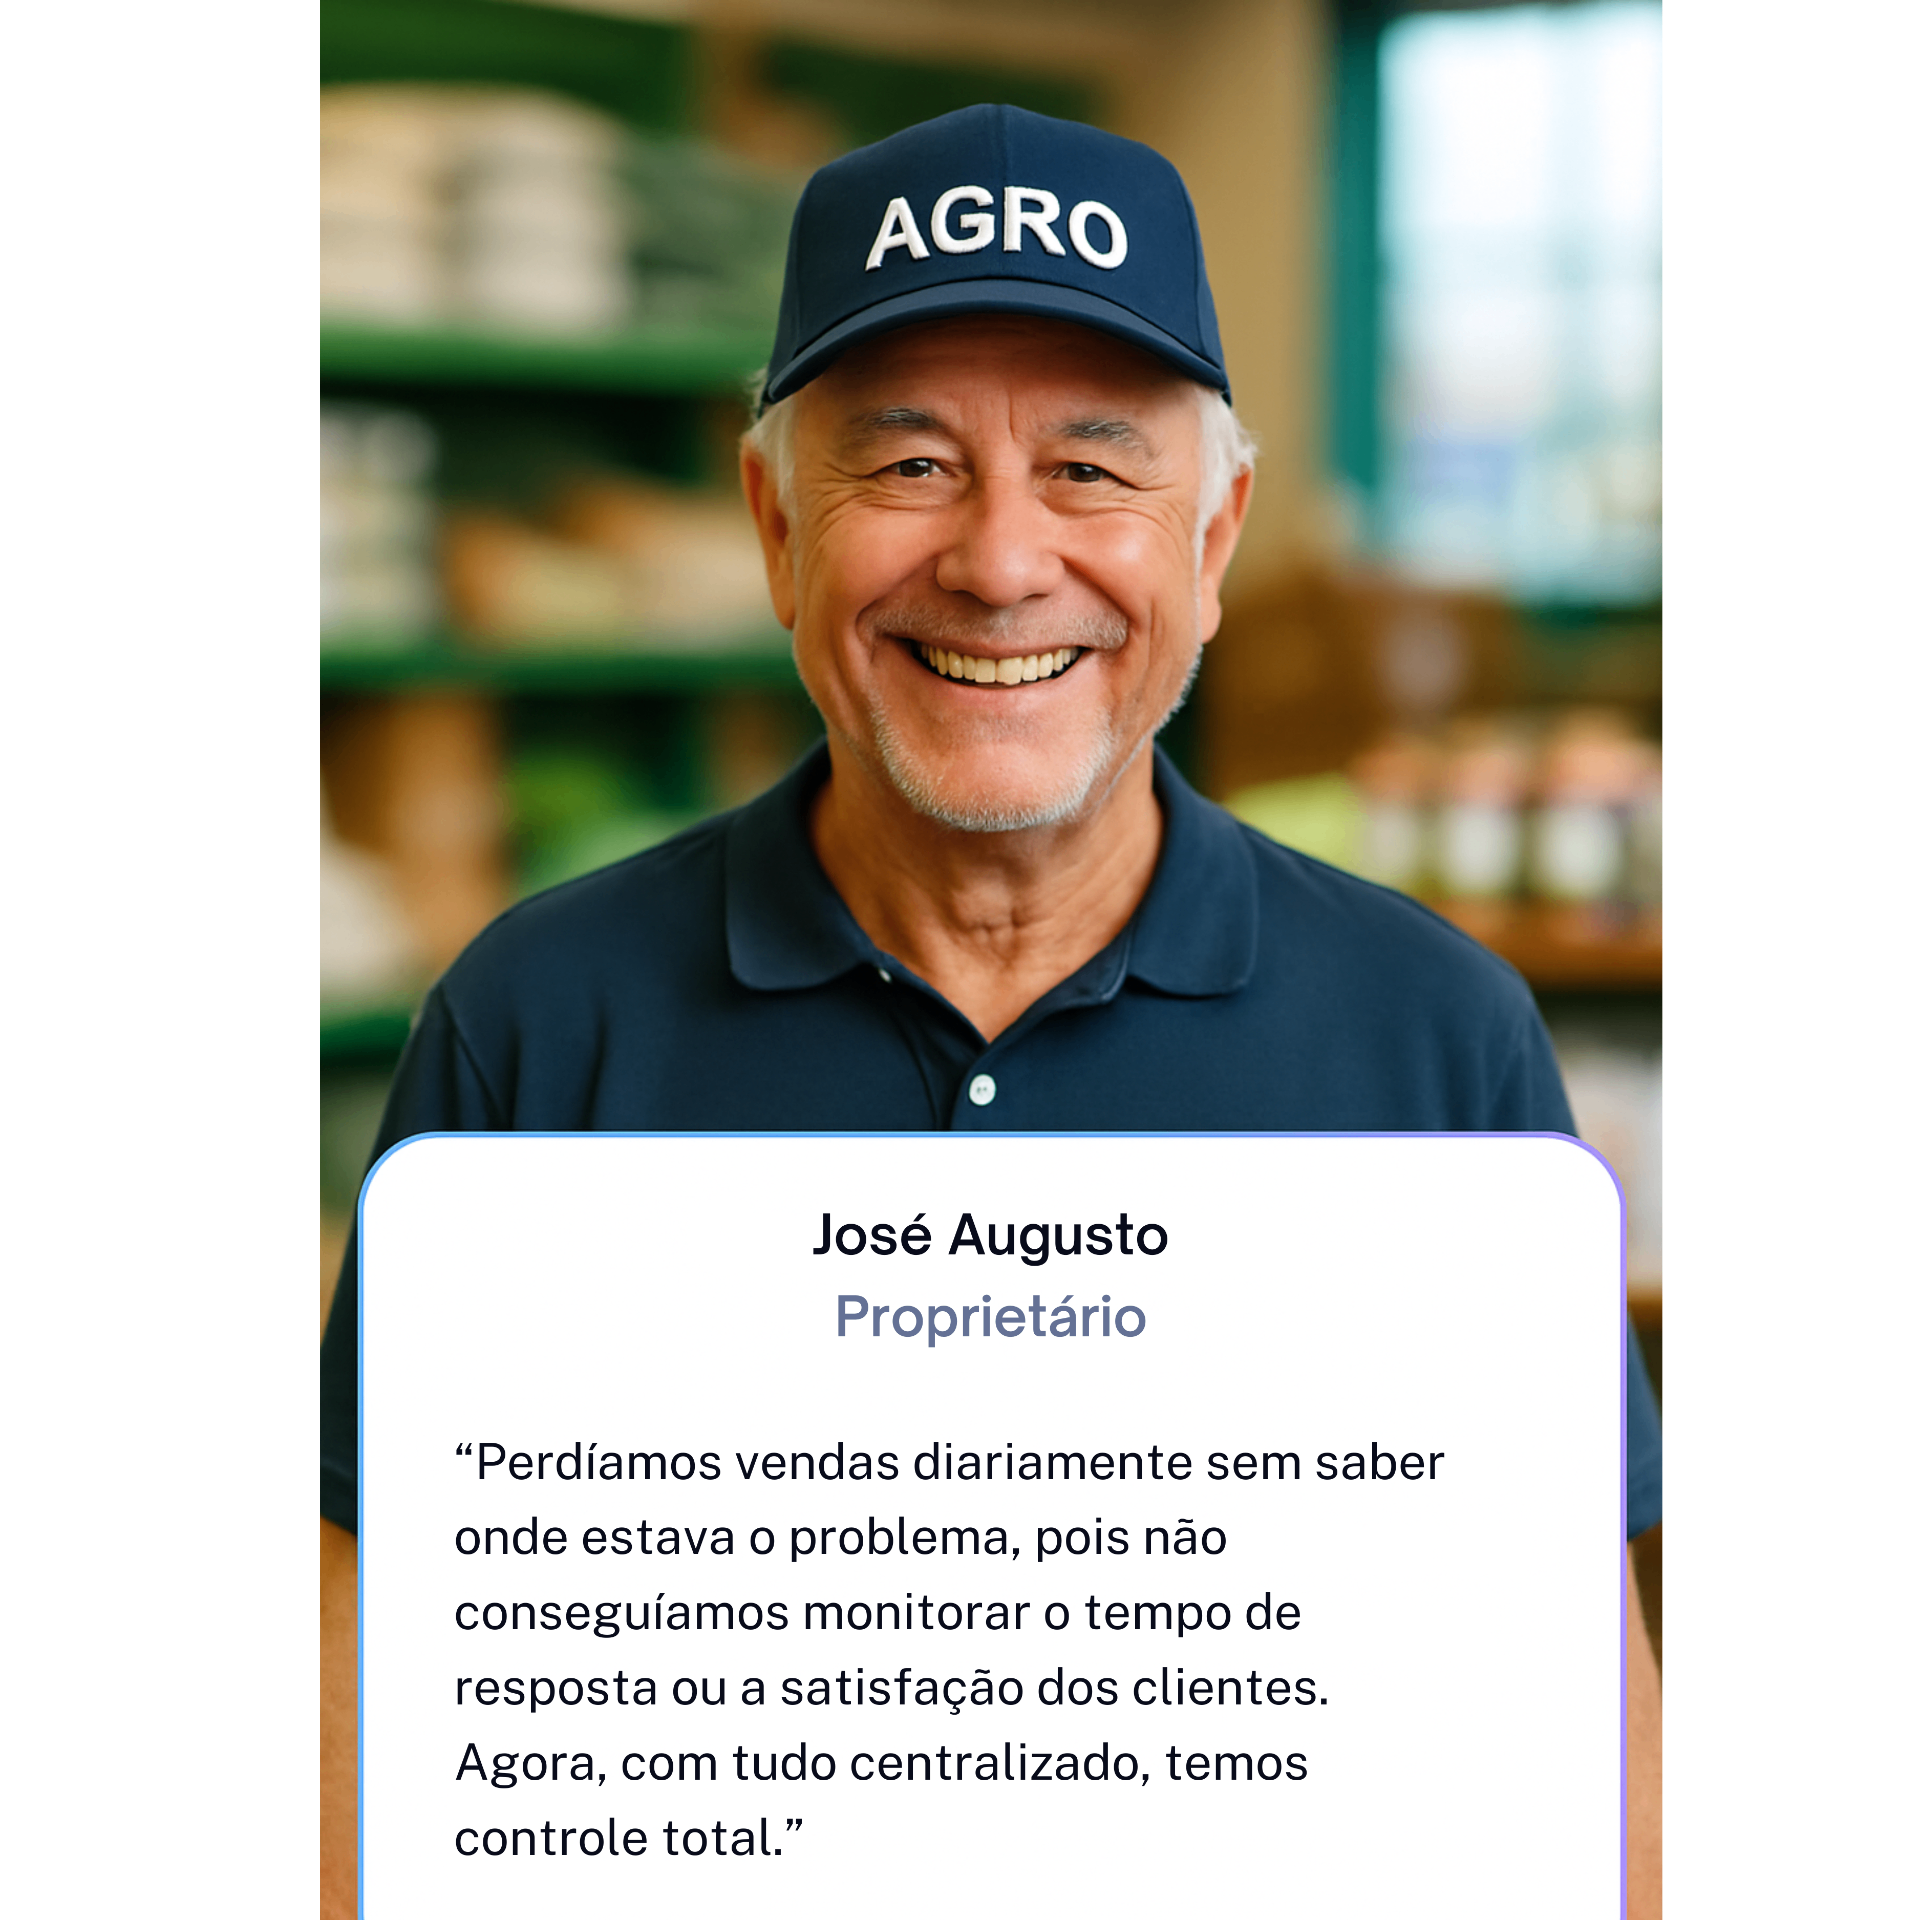 AGRO
José Augusto
Proprietário
“Perdíamos vendas diariamente sem saber
onde estava o problema, pois não
conseguíamos monitorar o tempo de
resposta ou a satisfação dos clientes.
Agora, com tudo centralizado, temos
controle total.”